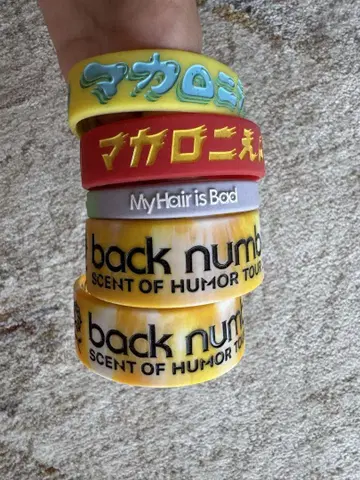 マカロニ
マカロニえん
My Hair is Bad
back numb
SCENT OF HUMOR TOUR
back numb
SCENT OF HUMOR TO